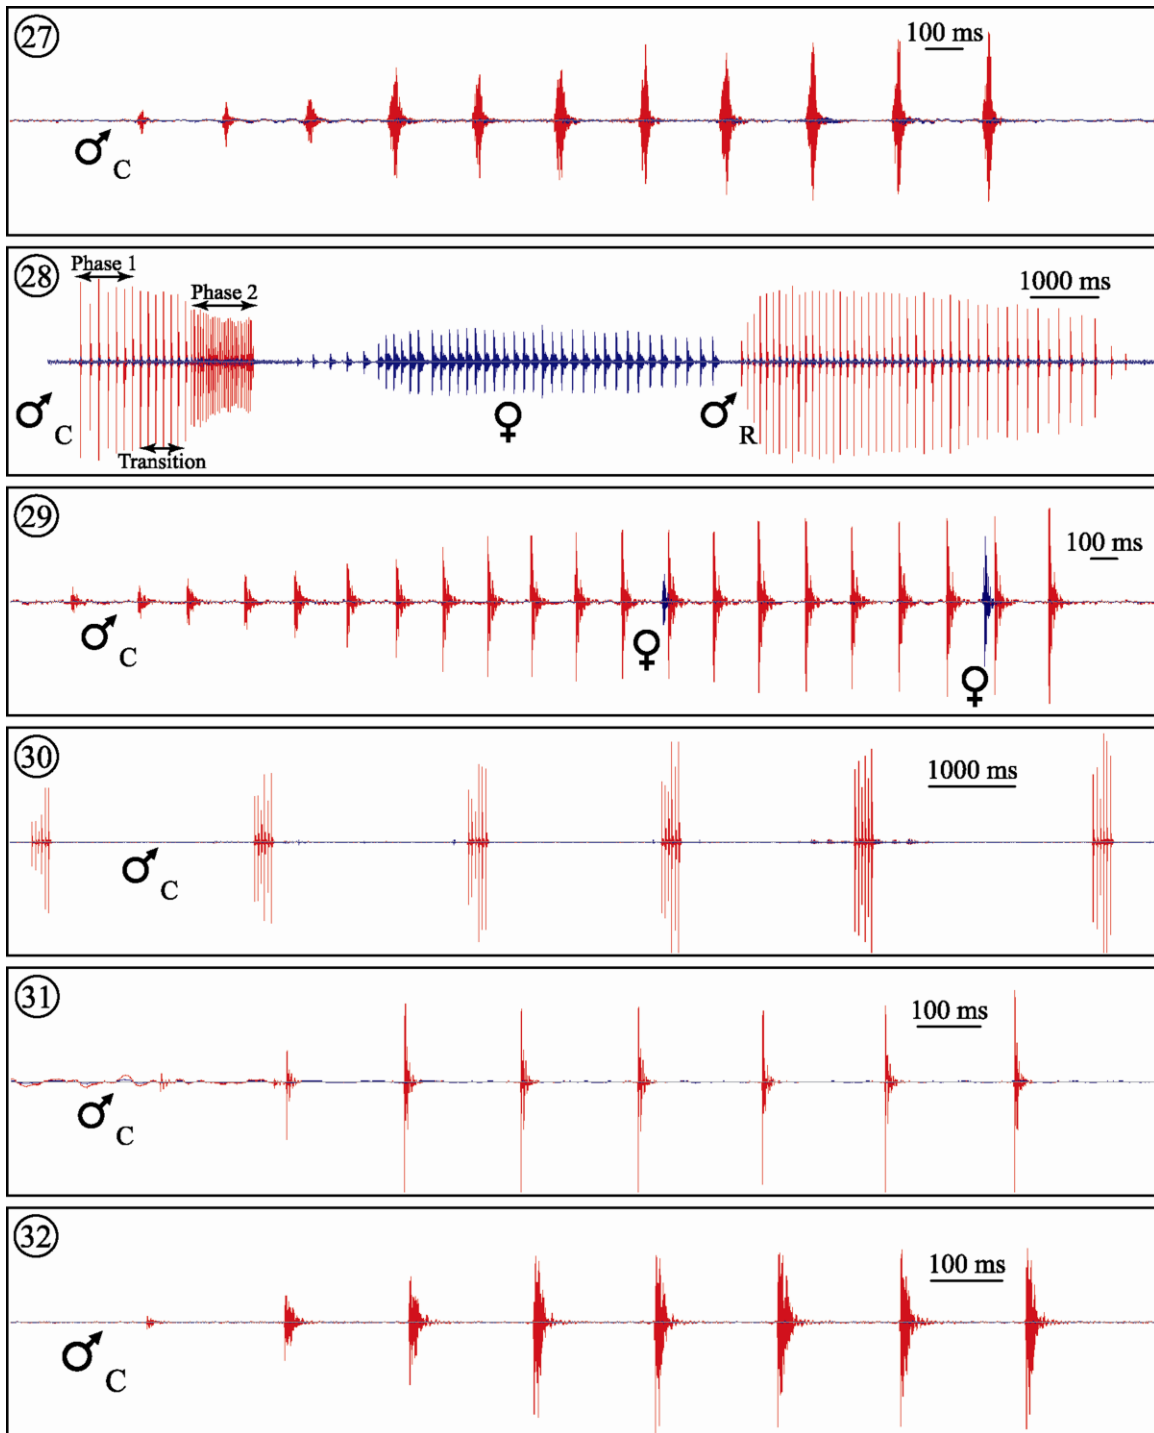 27
100 ms
♂ C
28
Phase 1
Phase 2
1000 ms
♂ C
♀
♂ R
Transition
29
100 ms
♂ C
♀
♀
30
1000 ms
♂ C
31
100 ms
♂ C
32
100 ms
♂ C